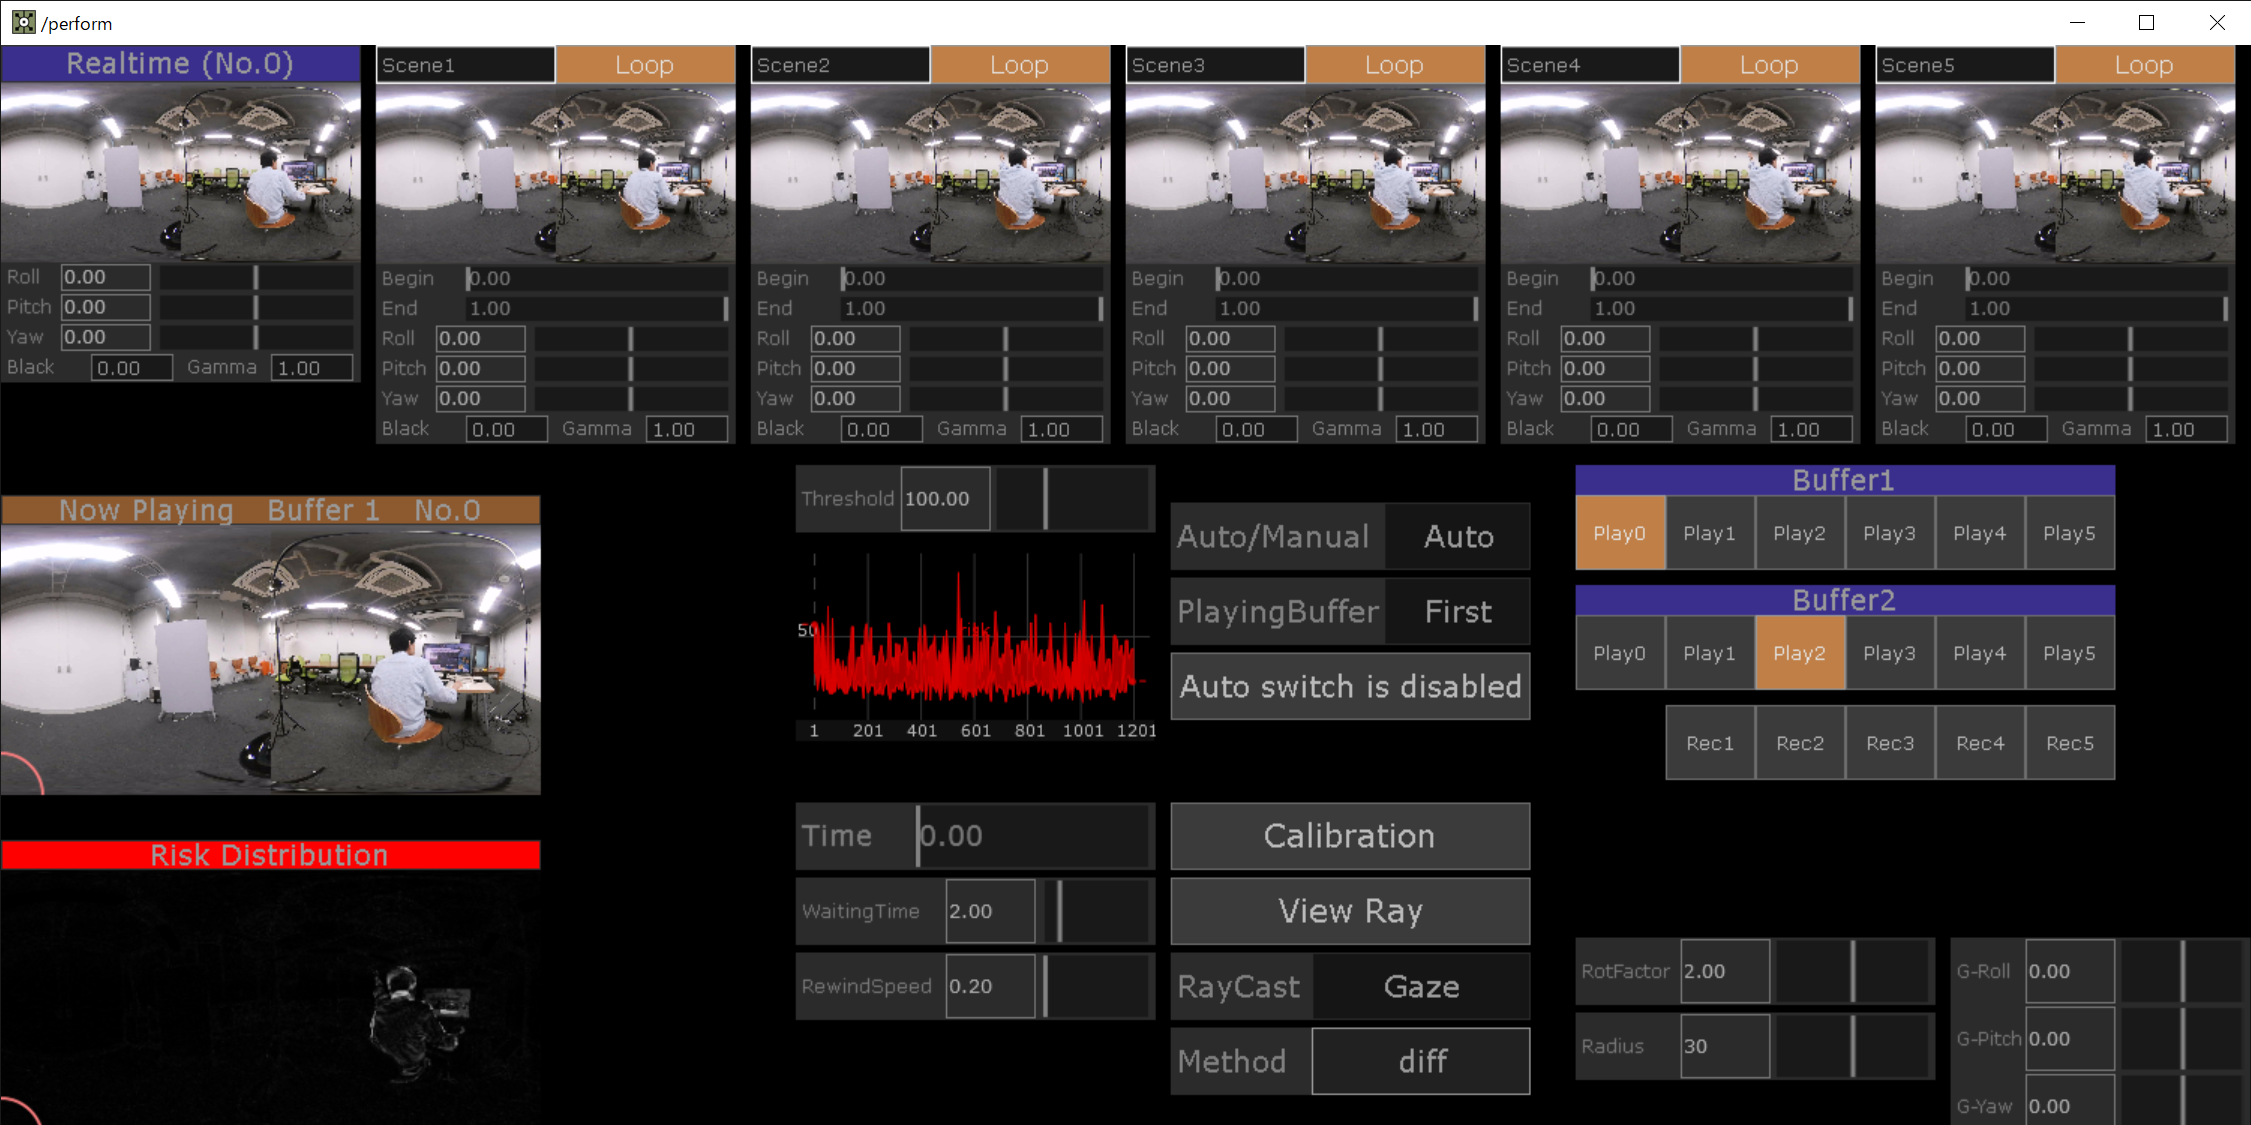 /perform
Realtime (No.0)
Scene1 Loop
Scene2 Loop
Scene3 Loop
Scene4 Loop
Scene5 Loop
Roll 0.00
Pitch 0.00
Yaw 0.00
Black 0.00 Gamma 1.00
Begin 0.00
End 1.00
Roll 0.00
Pitch 0.00
Yaw 0.00
Black 0.00 Gamma 1.00
Begin 0.00
End 1.00
Roll 0.00
Pitch 0.00
Yaw 0.00
Black 0.00 Gamma 1.00
Begin 0.00
End 1.00
Roll 0.00
Pitch 0.00
Yaw 0.00
Black 0.00 Gamma 1.00
Begin 0.00
End 1.00
Roll 0.00
Pitch 0.00
Yaw 0.00
Black 0.00 Gamma 1.00
Begin 0.00
End 1.00
Roll 0.00
Pitch 0.00
Yaw 0.00
Black 0.00 Gamma 1.00
Now Playing Buffer 1 No.0
Risk Distribution
Threshold 100.00
50
risk
1 201 401 601 801 1001 1201
Time 0.00
WaitingTime 2.00
RewindSpeed 0.20
Auto/Manual Auto
PlayingBuffer First
Auto switch is disabled
Calibration
View Ray
RayCast Gaze
Method diff
Buffer1
Play0 Play1 Play2 Play3 Play4 Play5
Buffer2
Play0 Play1 Play2 Play3 Play4 Play5
Rec1 Rec2 Rec3 Rec4 Rec5
RotFactor 2.00
Radius 30
G-Roll 0.00
G-Pitch 0.00
G-Yaw 0.00